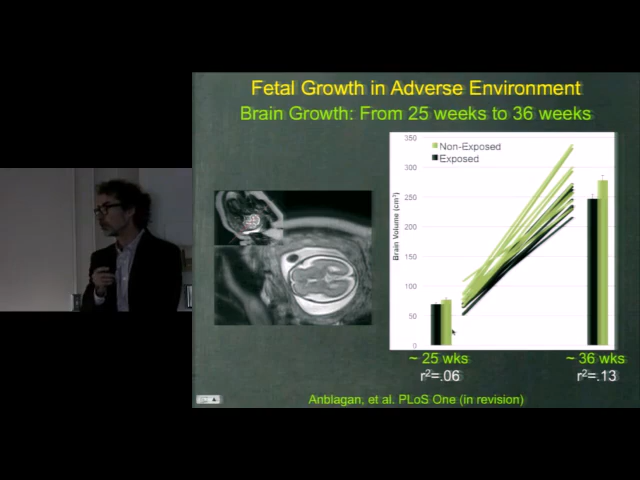 Fetal Growth in Adverse Environment
Brain Growth: From 25 weeks to 36 weeks
350
300
250
200
150
100
50
0
Brain Volume (cm³)
Non-Exposed
Exposed
~ 25 wks
~ 36 wks
r²=.06
r²=.13
Anblagan, et al. PLoS One (in revision)